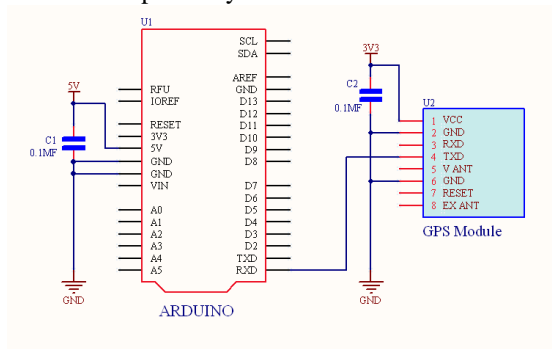 U1
SCL
SDA
AREF
RFU
GND
IOREF
D13
D12
RESET
D11
3V3
D10
5V
D9
GND
D8
GND
VIN
D7
D6
A0
D5
A1
D4
A2
D3
A3
D2
A4
TXD
A5
RXD
ARDUINO
5V
C1
0.1MF
GND
3V3
C2
0.1MF
GND
U2
1 VCC
2 GND
3 RXD
4 TXD
5 V ANT
6 GND
7 RESET
8 EX ANT
GPS Module